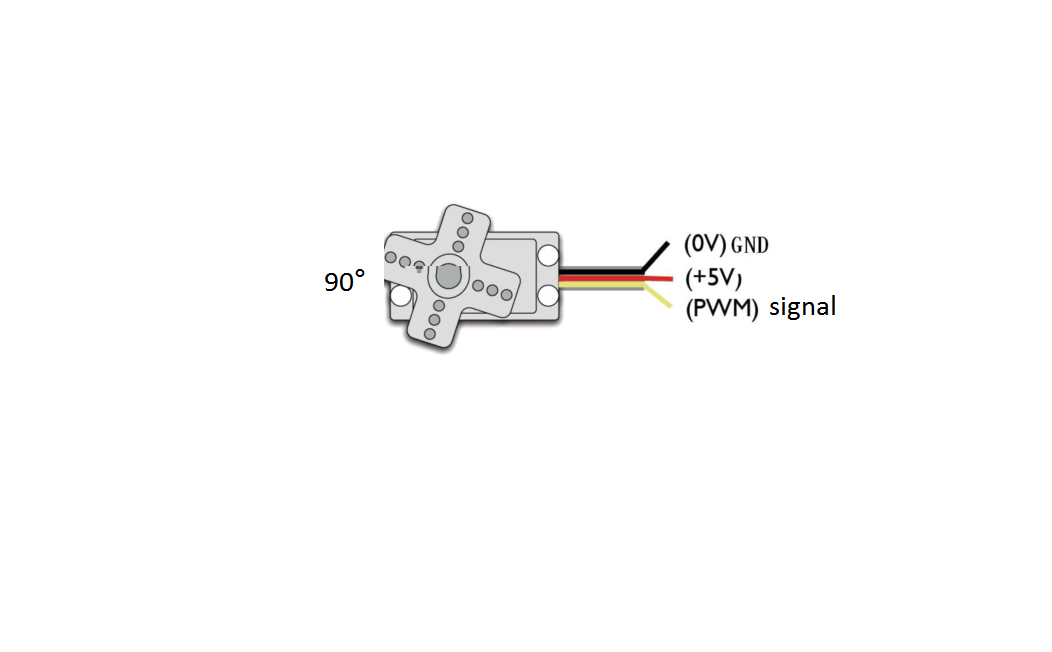 (0V) GND
90°
(+5V)
(PWM) signal